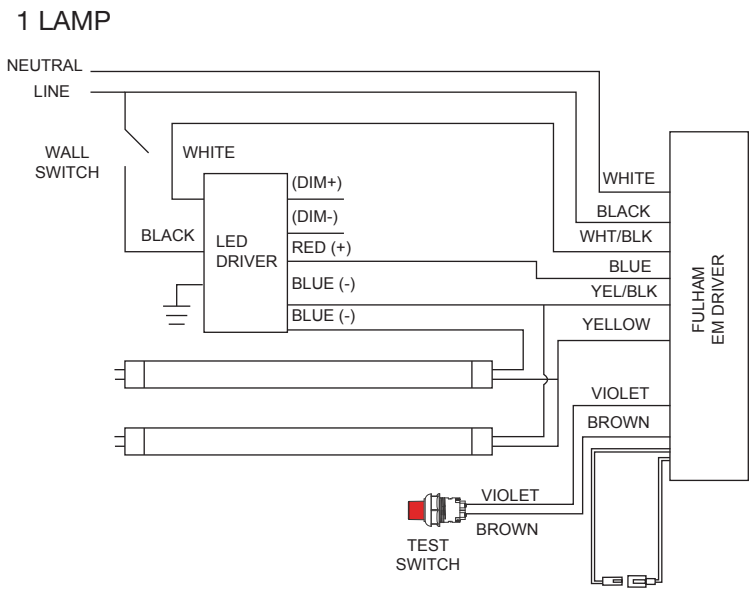 1 LAMP
NEUTRAL
LINE
WALL
SWITCH
WHITE
BLACK
LED
DRIVER
(DIM+)
(DIM-)
RED (+)
BLUE (-)
BLUE (-)
WHITE
BLACK
WHT/BLK
BLUE
YEL/BLK
YELLOW
VIOLET
BROWN
FULHAM
EM DRIVER
VIOLET
BROWN
TEST
SWITCH